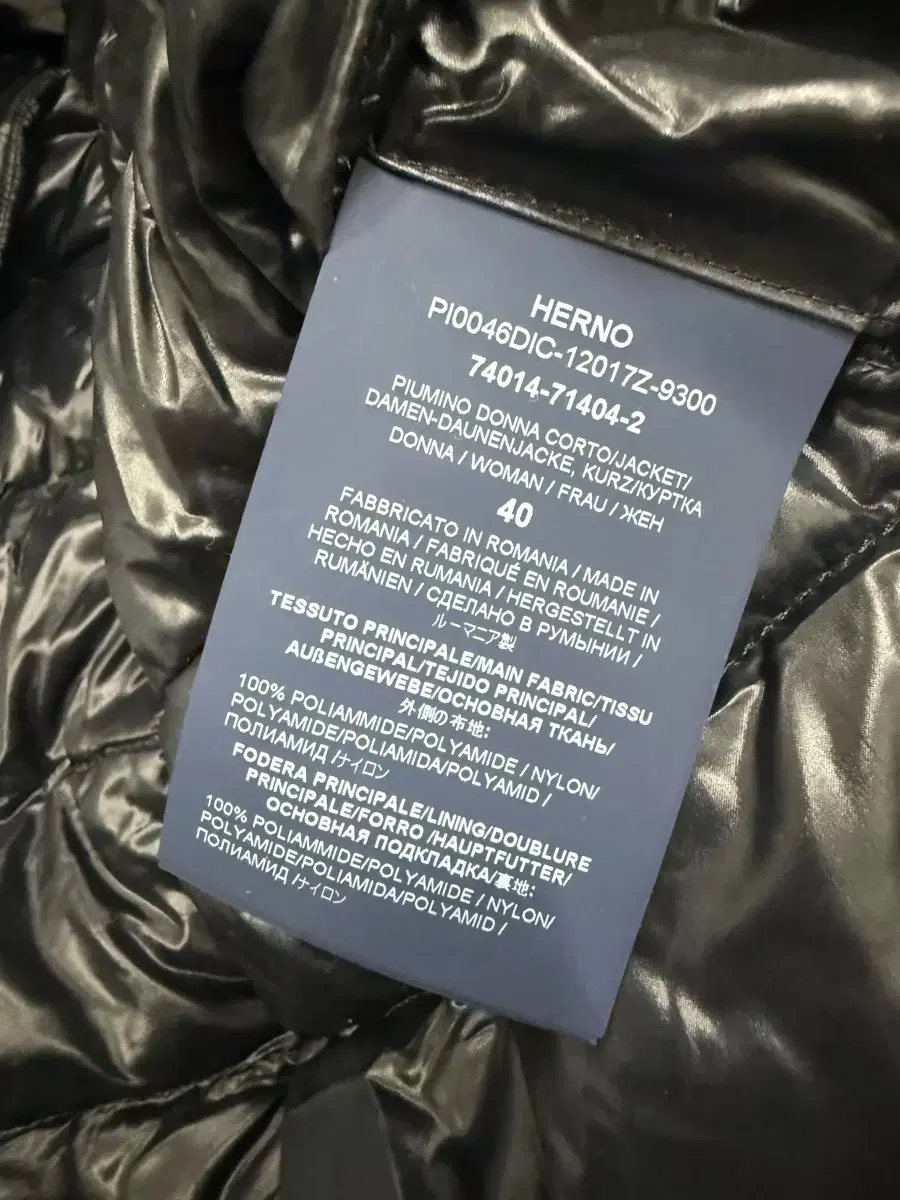 HERNO
PI0046DIC-12017Z-9300
74014-71404-2
PIUMINO DONNA CORTO/JACKET/
DAMEN-DAUNENJACKE, KURZ/КУРТКА
DONNA / WOMAN / FRAU / ЖЕН
40
FABBRICATO IN ROMANIA / MADE IN
ROMANIA / FABRIQUÉ EN ROUMANIE /
HECHO EN RUMANIA / HERGESTELLT IN
RUMÄNIEN / СДЕЛАНО В РУМЫНИИ /
ルーマニア製
TESSUTO PRINCIPALE/MAIN FABRIC/TISSU
PRINCIPAL/TEJIDO PRINCIPAL/
AUßENGEWEBE/ОСНОВНАЯ ТКАНЬ/
外側の布地:
100% POLIAMMIDE/POLYAMIDE / NYLON/
POLYAMIDE/POLIAMIDA/POLYAMID /
ПОЛИАМИД /ナイロン
FODERA PRINCIPALE/LINING/DOUBLURE
PRINCIPALE/FORRO /HAUPTFUTTER/
ОСНОВНАЯ ПОДКЛАДКА/裏地:
100% POLIAMMIDE/POLYAMIDE / NYLON/
POLYAMIDE/POLIAMIDA/POLYAMID /
ПОЛИАМИД /ナイロン